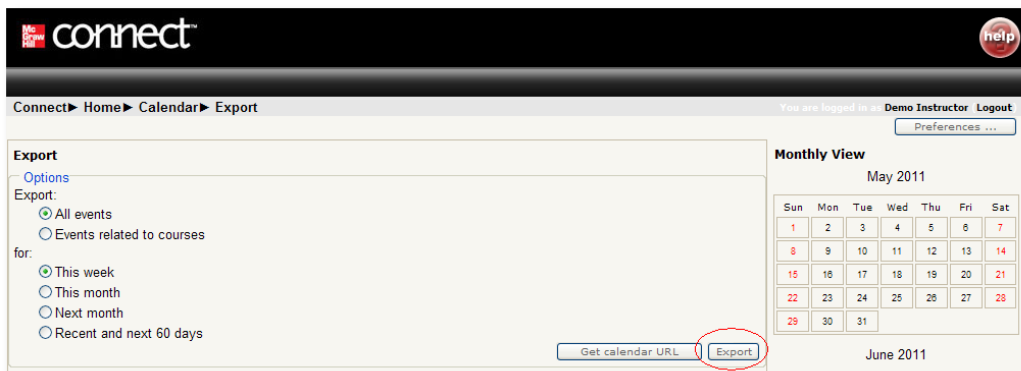 Mc Graw Hill connect™
help
Connect► Home► Calendar► Export
You are logged in as Demo Instructor (Logout)
Preferences ...
Export
Options
Export:
All events
Events related to courses
for:
This week
This month
Next month
Recent and next 60 days
Get calendar URL Export
Monthly View
May 2011
Sun Mon Tue Wed Thu Fri Sat
1 2 3 4 5 6 7
8 9 10 11 12 13 14
15 16 17 18 19 20 21
22 23 24 25 26 27 28
29 30 31
June 2011